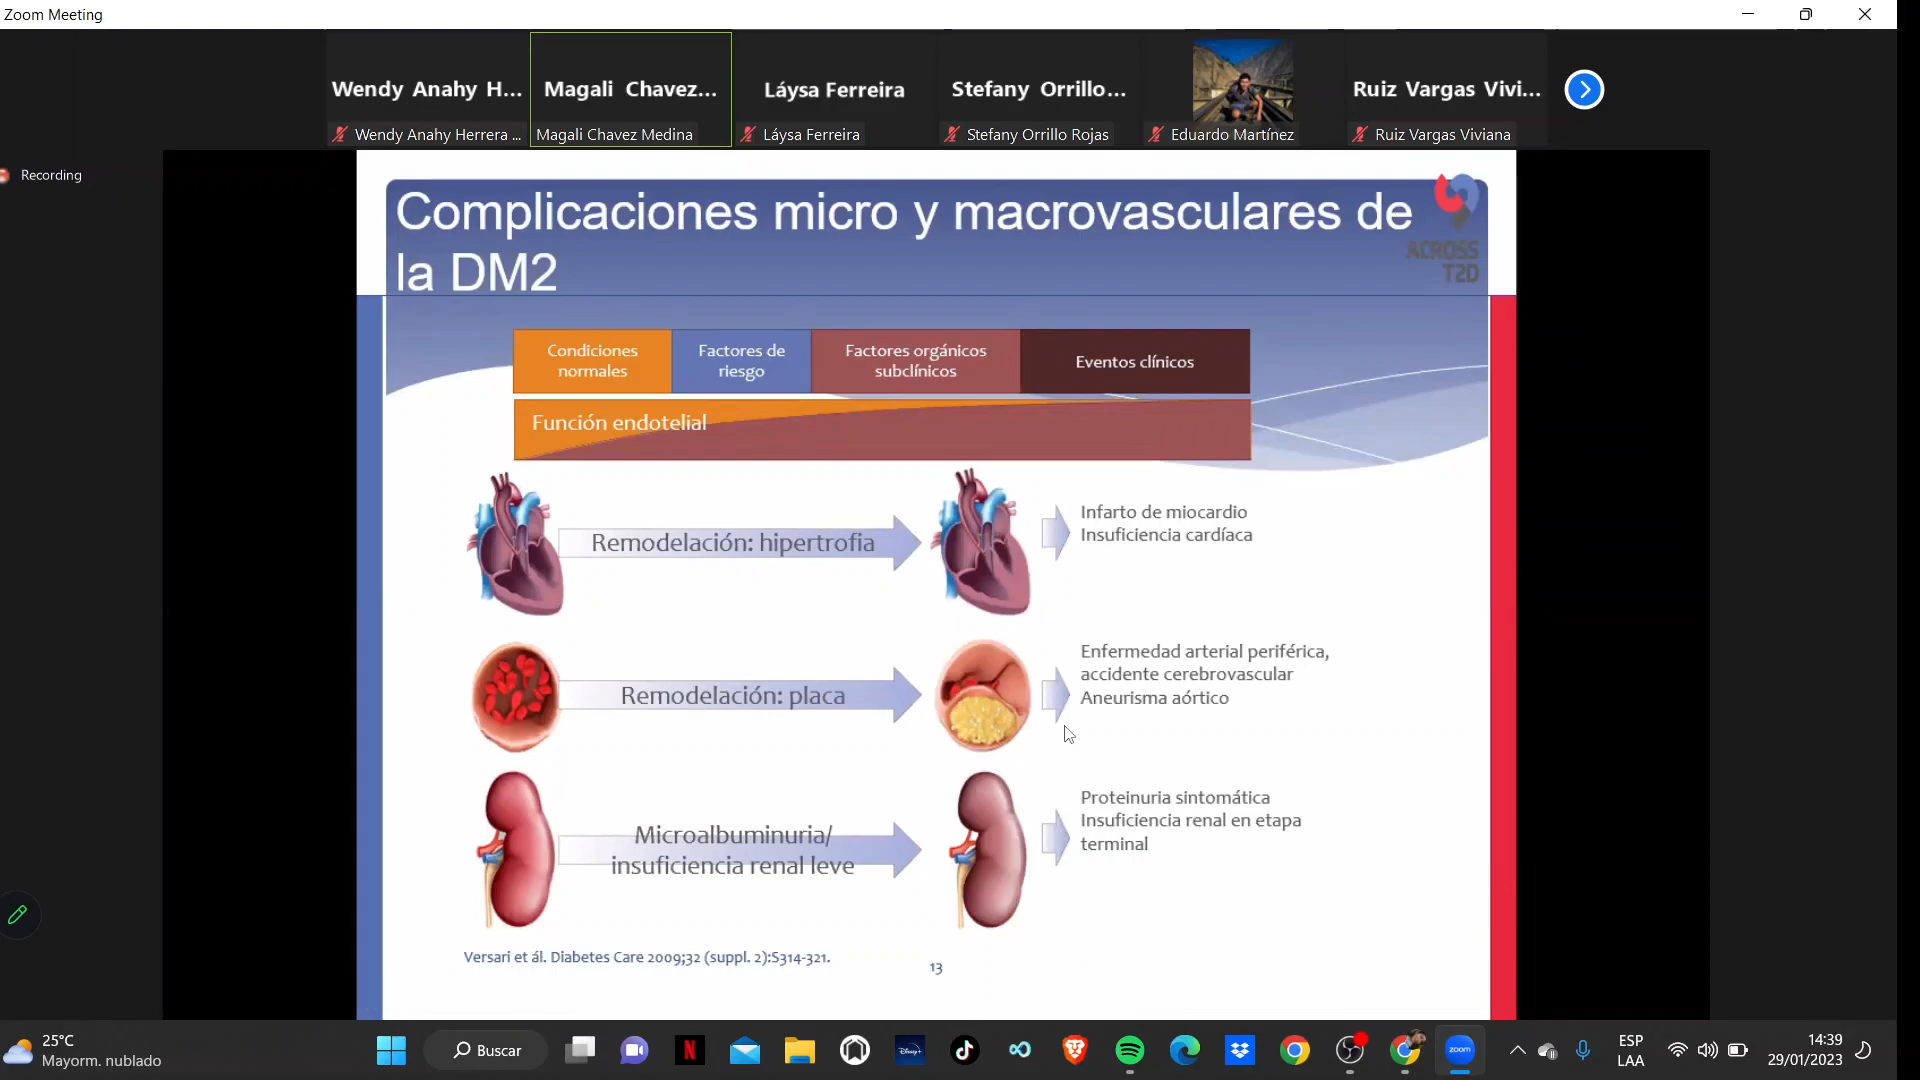 Zoom Meeting
Wendy Anahy H...
Magali Chavez...
Láysa Ferreira
Stefany Orrillo...
Ruiz Vargas Vivi...
Wendy Anahy Herrera ...
Magali Chavez Medina
Láysa Ferreira
Stefany Orrillo Rojas
Eduardo Martínez
Ruiz Vargas Viviana
Recording
Complicaciones micro y macrovasculares de
la DM2
ACROSS
T2D
Condiciones
normales
Factores de
riesgo
Factores orgánicos
subclínicos
Eventos clínicos
Función endotelial
Remodelación: hipertrofia
Infarto de miocardio
Insuficiencia cardíaca
Remodelación: placa
Enfermedad arterial periférica,
accidente cerebrovascular
Aneurisma aórtico
Microalbuminuria/
insuficiencia renal leve
Proteinuria sintomática
Insuficiencia renal en etapa
terminal
Versari et ál. Diabetes Care 2009;32 (suppl. 2):S314-321.
13
25°C
Mayorm. nublado
Buscar
Disney+
zoom
ESP
LAA
14:39
29/01/2023